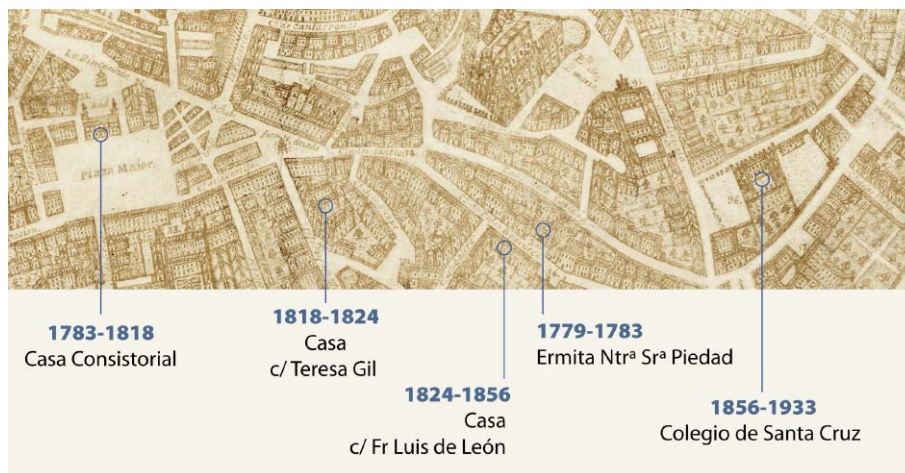 Plaza Maior.
1783-1818
Casa Consistorial
1818-1824
Casa
c/ Teresa Gil
1824-1856
Casa
c/ Fr Luis de León
1779-1783
Ermita Ntrª Srª Piedad
1856-1933
Colegio de Santa Cruz